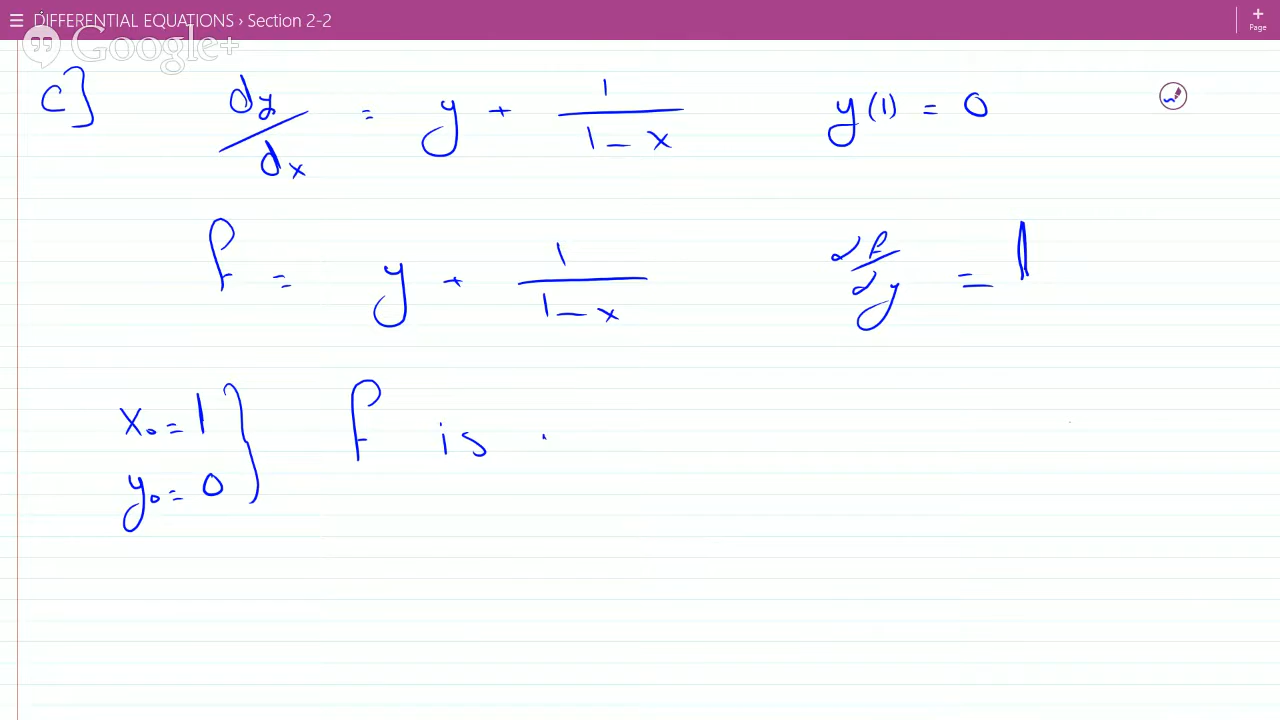 DIFFERENTIAL EQUATIONS › Section 2-2
Page
Google+
c] dy/dx = y + 1/(1 - x) y(1) = 0
f = y + 1/(1 - x) ∂f/∂y = 1
x₀ = 1
y₀ = 0 } f is